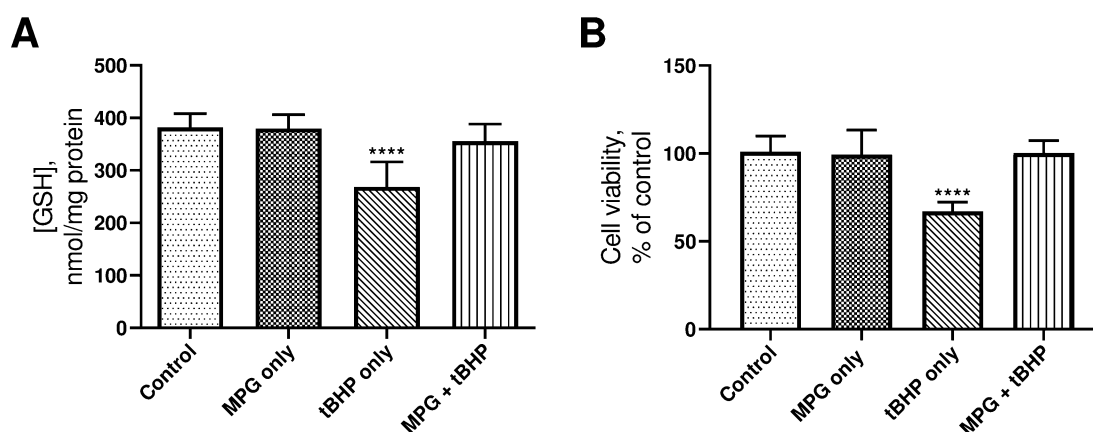 A
[GSH],
nmol/mg protein
500
400
300
200
100
0
****
Control
MPG only
tBHP only
MPG + tBHP
B
Cell viability,
% of control
150
100
50
0
****
Control
MPG only
tBHP only
MPG + tBHP